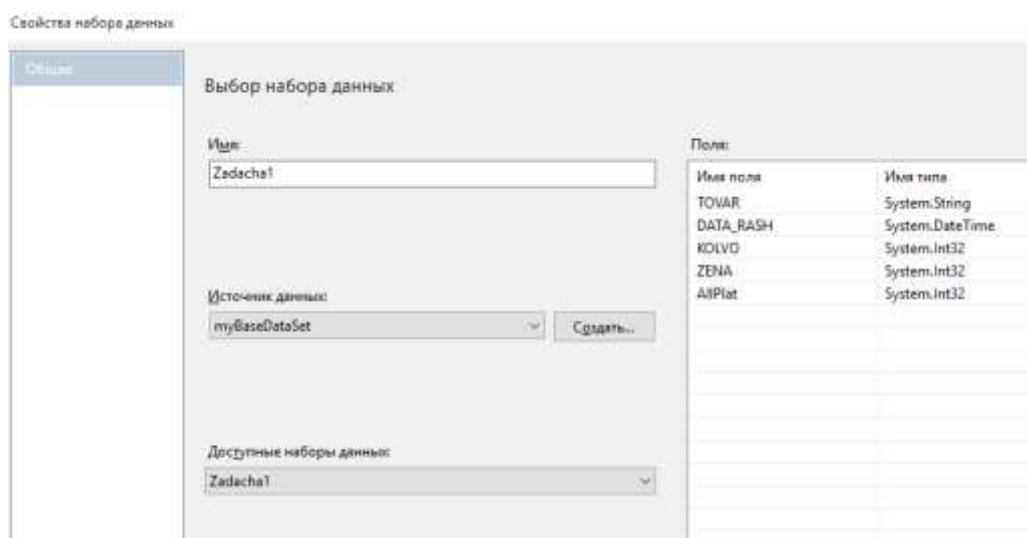 Свойства набора данных
Общие
Выбор набора данных
Имя:
Zadacha1
Источник данных:
myBaseDataSet
Создать...
Доступные наборы данных:
Zadacha1
Поля:
Имя поля Имя типа
TOVAR System.String
DATA_RASH System.DateTime
KOLVO System.Int32
ZENA System.Int32
AllPlat System.Int32